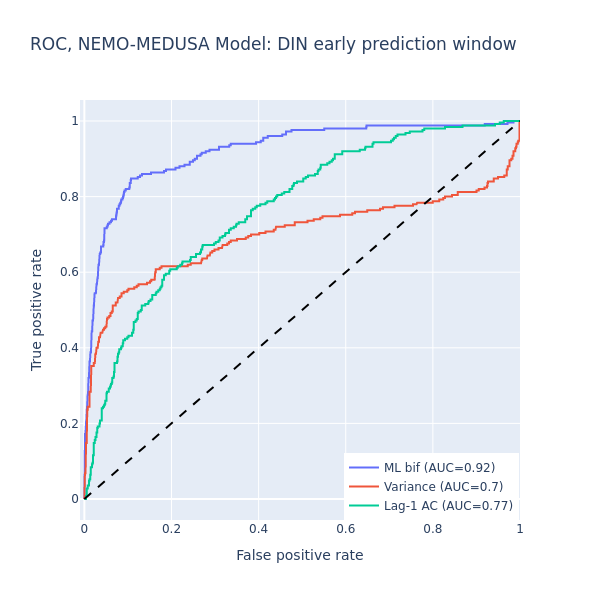 ROC, NEMO-MEDUSA Model: DIN early prediction window
1
0.8
0.6
0.4
0.2
0
True positive rate
ML bif (AUC=0.92)
Variance (AUC=0.7)
Lag-1 AC (AUC=0.77)
0 0.2 0.4 0.6 0.8 1
False positive rate